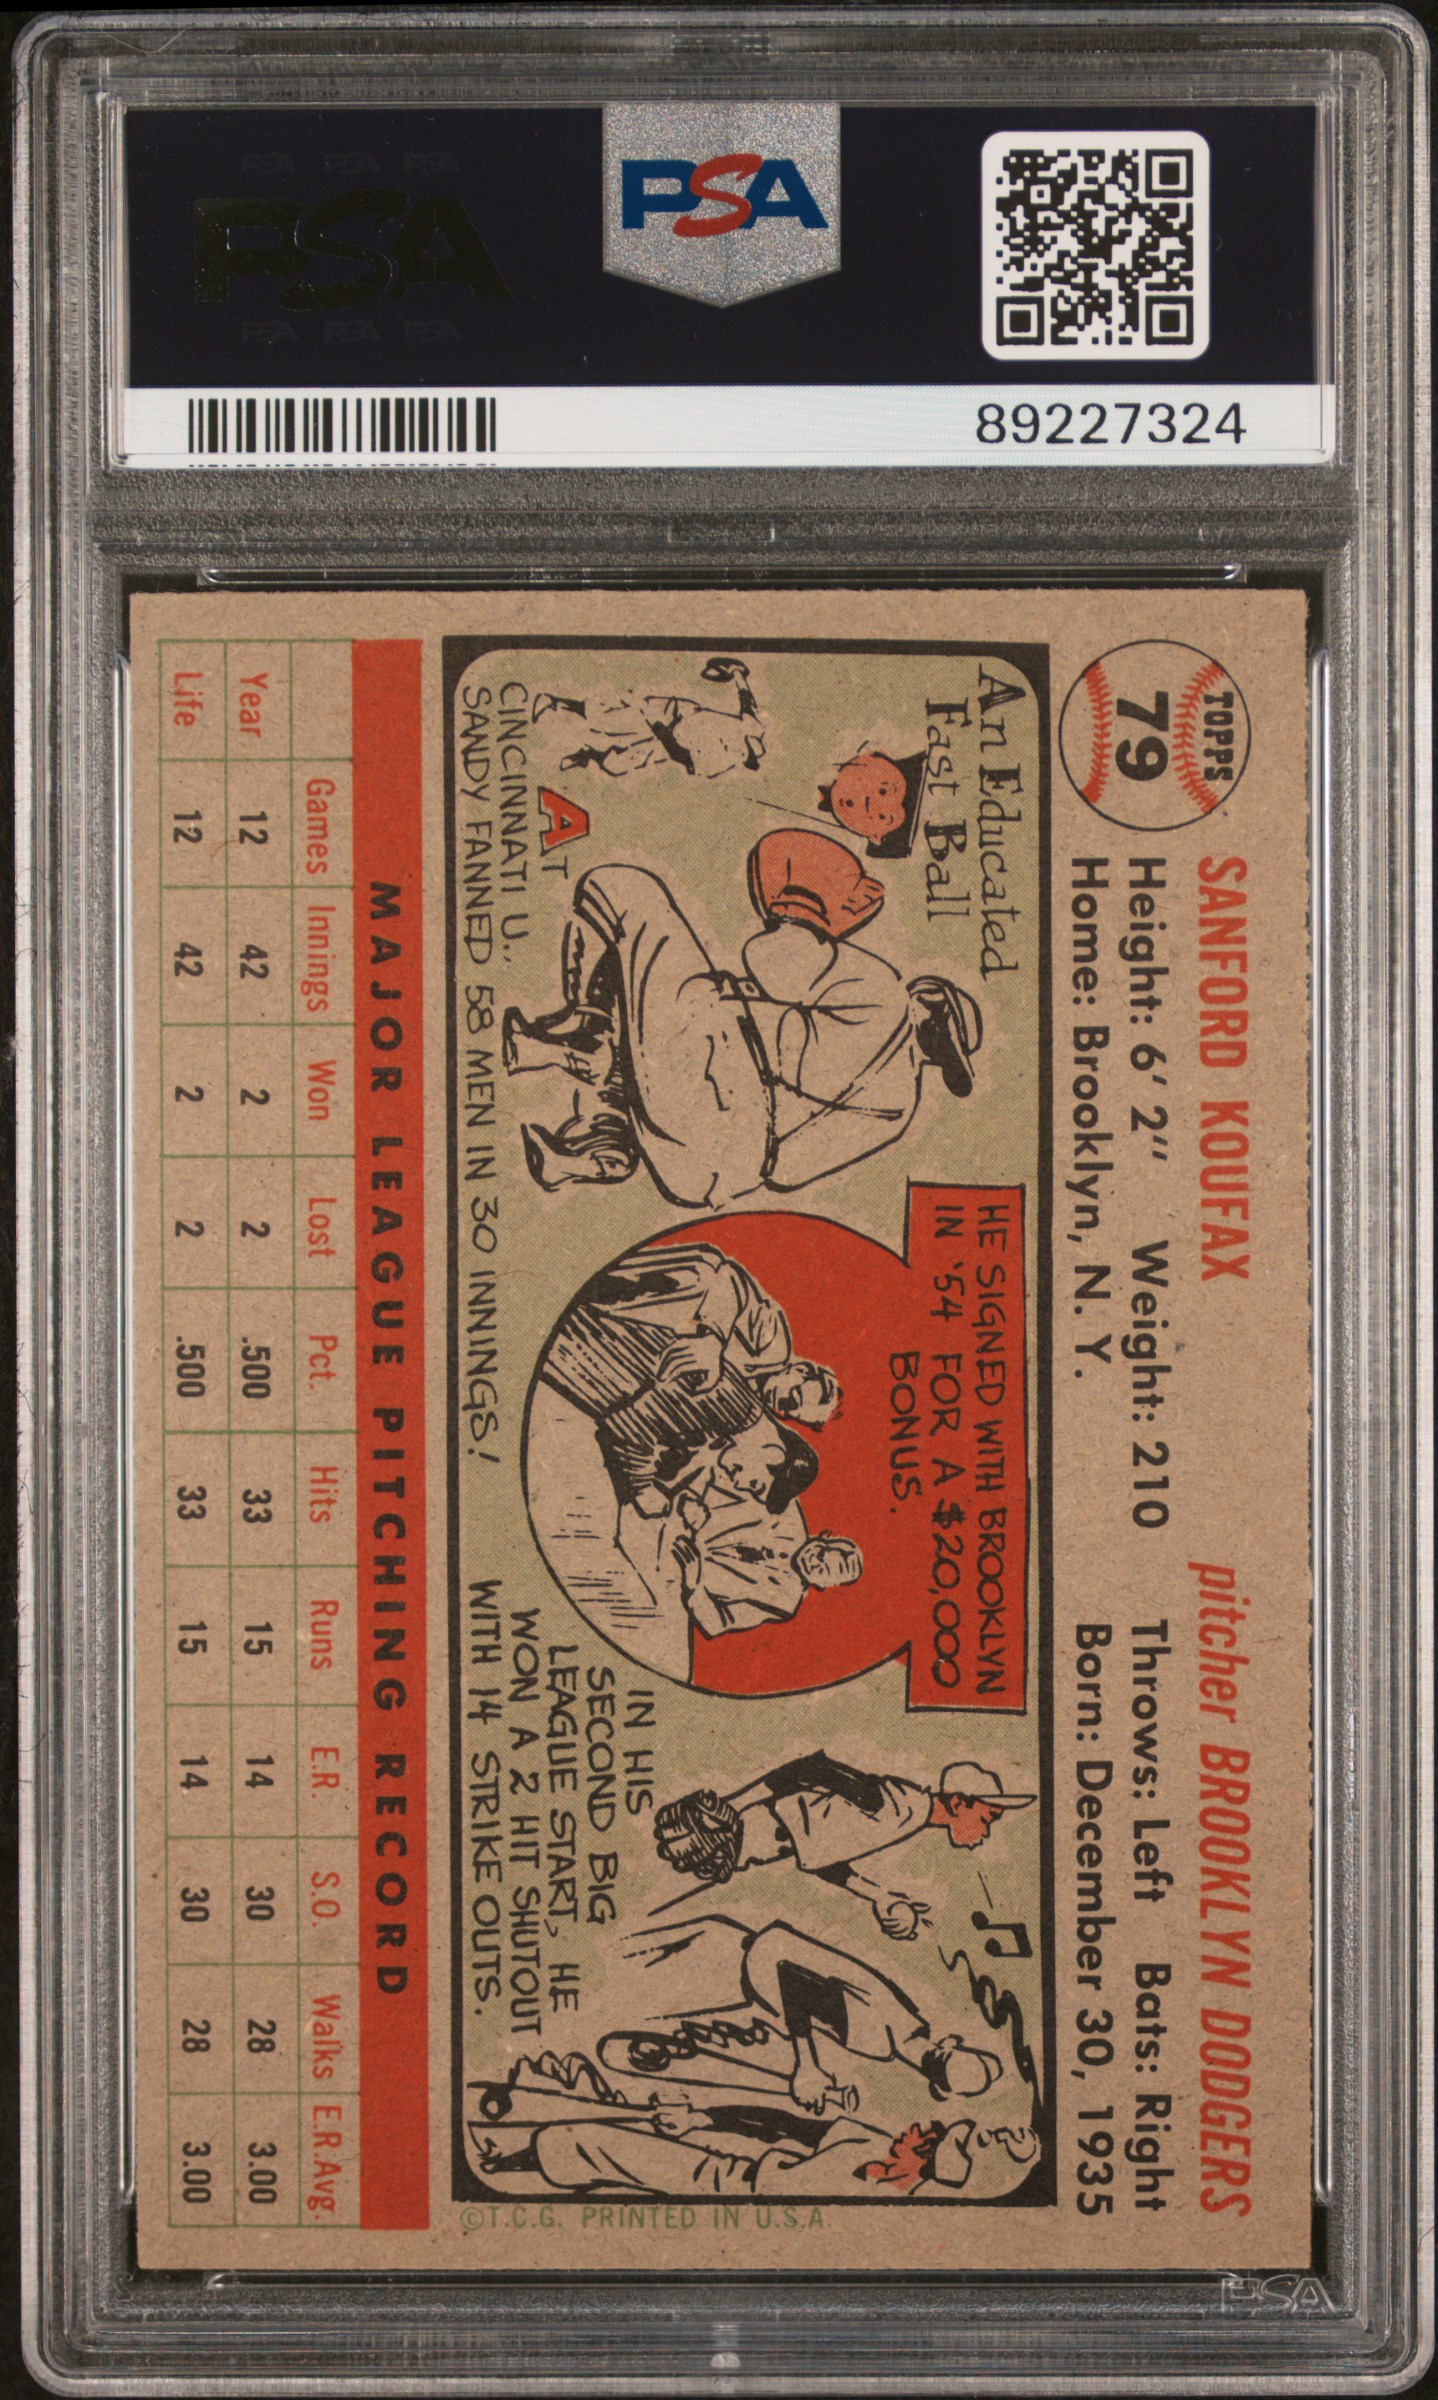 PSA PSA PSA
PSA
PSA PSA PSA
PSA
89227324
TOPPS
79
SANFORD KOUFAX
pitcher BROOKLYN DODGERS
Height: 6' 2" Weight: 210 Throws: Left Bats: Right
Home: Brooklyn, N. Y. Born: December 30, 1935
An Educated
Fast Ball
AT
CINCINNATI U.,
SANDY FANNED 58 MEN IN 30 INNINGS!
HE SIGNED WITH BROOKLYN
IN '54 FOR A $20,000
BONUS.
IN HIS
SECOND BIG
LEAGUE START, HE
WON A 2 HIT SHUTOUT
WITH 14 STRIKE OUTS.
©T.C.G. PRINTED IN U.S.A.
MAJOR LEAGUE PITCHING RECORD
Games Innings Won Lost Pct. Hits Runs E.R. S.O. Walks E.R.Avg.
Year 12 42 2 2 .500 33 15 14 30 28 3.00
Life 12 42 2 2 .500 33 15 14 30 28 3.00
PSA